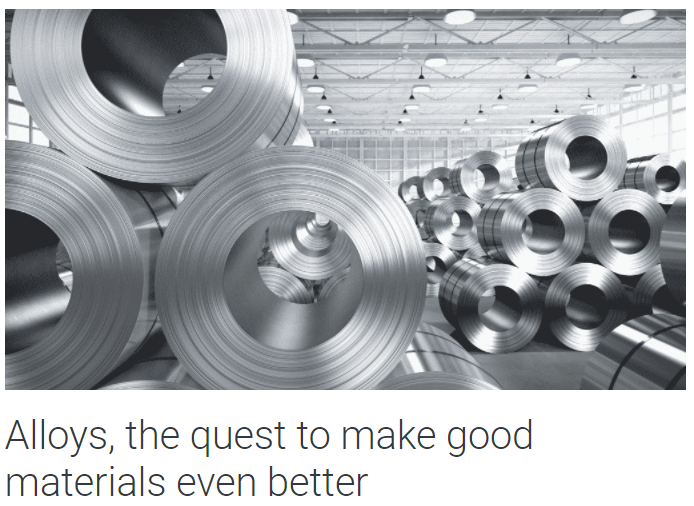 Alloys, the quest to make good
materials even better